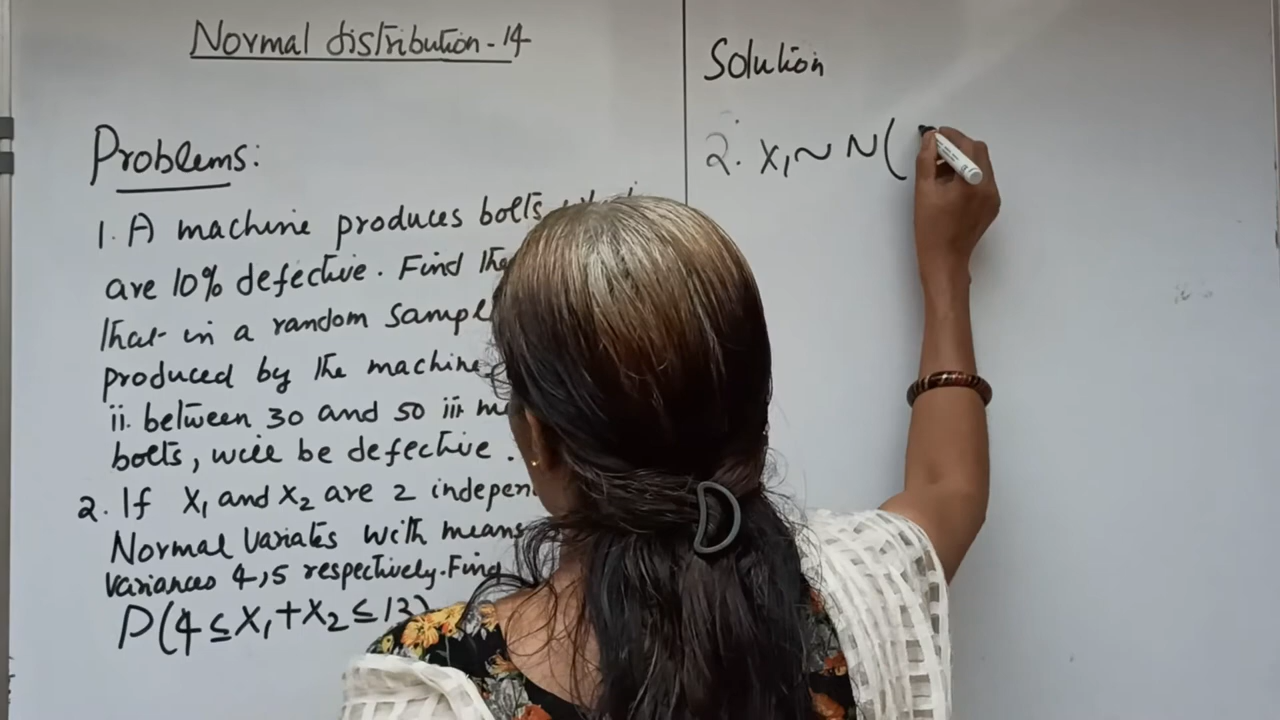 Normal distribution-14
Problems:
1. A machine produces bolts
are 10% defective. Find the
that in a random
produced by the machine
ii. between 30 and 50 iii
bolts, will be defective.
2. If X₁ and X₂ are 2
Normal Variates with means
Variances 4,5 respectively. Find
P(4≤X₁+X₂≤13)
Solution
2. X₁~N(